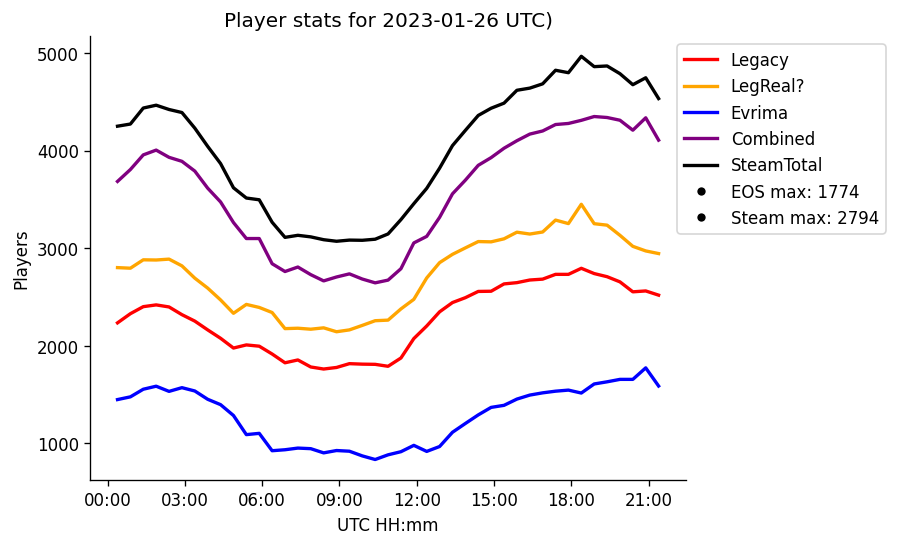 Player stats for 2023-01-26 UTC)
Legacy
LegReal?
Evrima
Combined
SteamTotal
EOS max: 1774
Steam max: 2794
Players
5000
4000
3000
2000
1000
00:00 03:00 06:00 09:00 12:00 15:00 18:00 21:00
UTC HH:mm